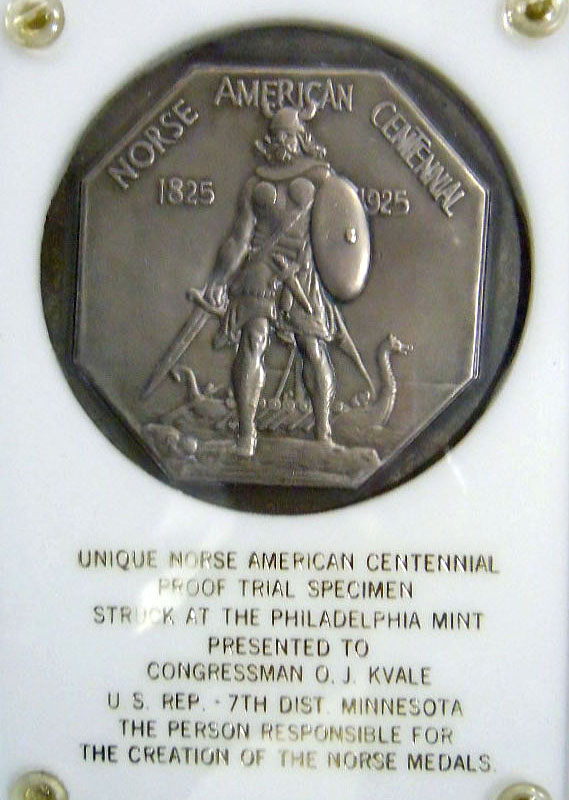 NORSE AMERICAN CENTENNIAL
1825 1925
UNIQUE NORSE AMERICAN CENTENNIAL
PROOF TRIAL SPECIMEN
STRUCK AT THE PHILADELPHIA MINT
PRESENTED TO
CONGRESSMAN O. J. KVALE
U S. REP. - 7TH DIST. MINNESOTA
THE PERSON RESPONSIBLE FOR
THE CREATION OF THE NORSE MEDALS.